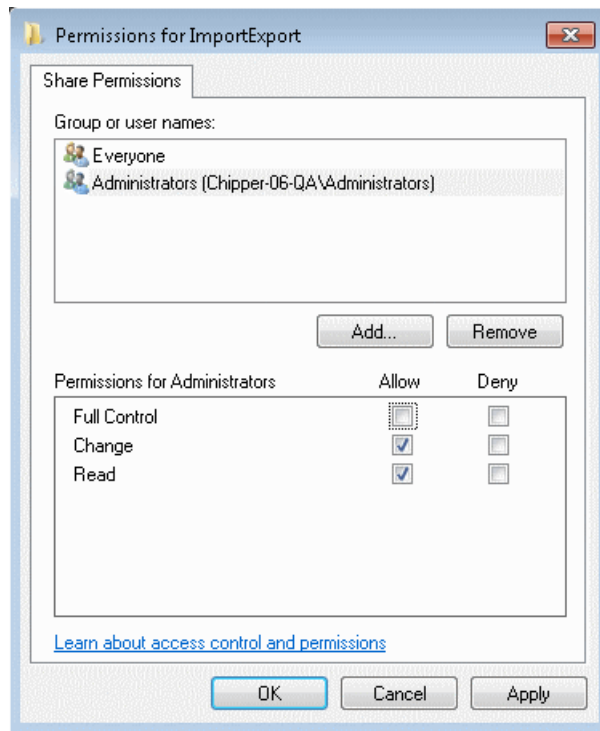 Permissions for ImportExport
Share Permissions
Group or user names:
Everyone
Administrators (Chipper-06-QA\Administrators)
Add... Remove
Permissions for Administrators Allow Deny
Full Control
Change
Read
Learn about access control and permissions
OK Cancel Apply